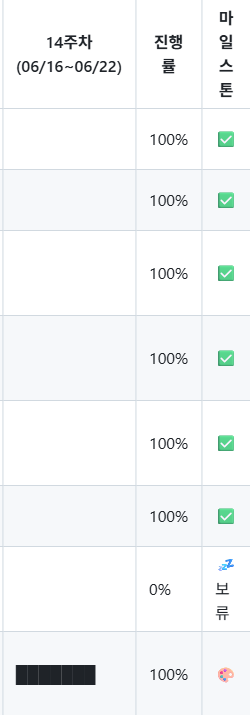 14주차
(06/16~06/22)
진행
률
마
일
스
톤
100% ✅
100% ✅
100% ✅
100% ✅
100% ✅
100% ✅
0% 💤
보
류
███████ 100% 🎨